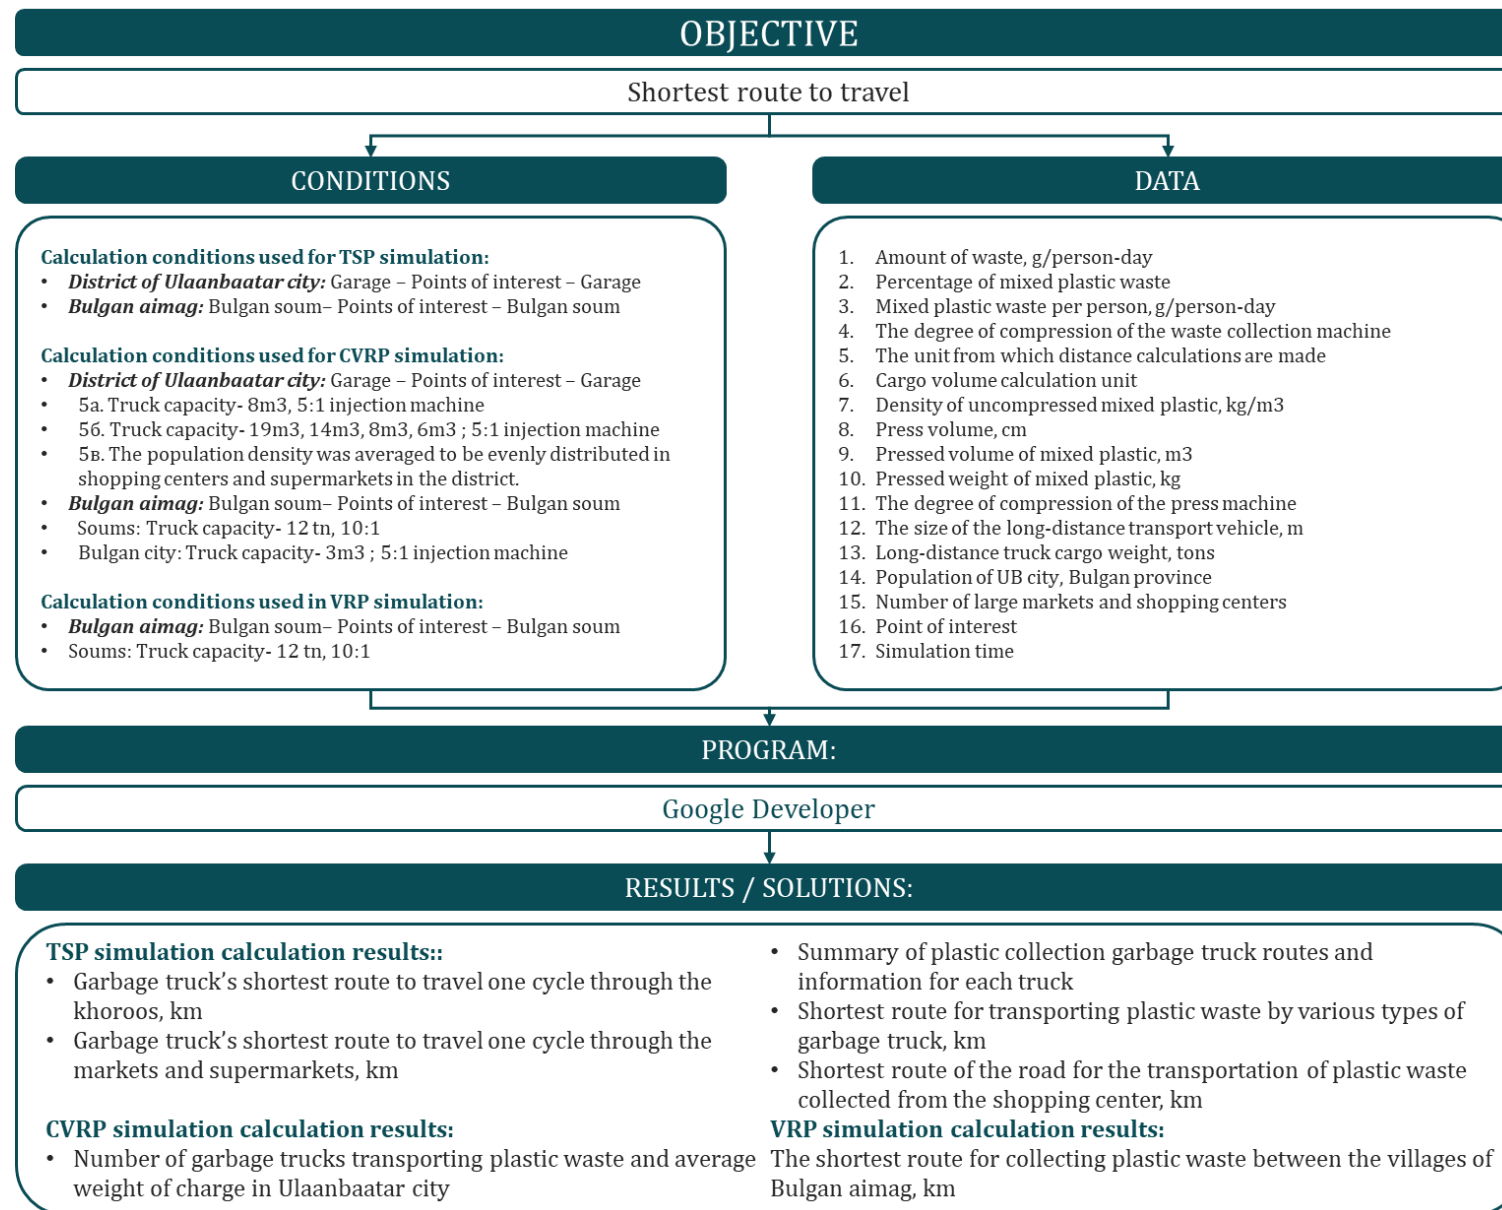 OBJECTIVE
Shortest route to travel
CONDITIONS
Calculation conditions used for TSP simulation:
• District of Ulaanbaatar city: Garage – Points of interest – Garage
• Bulgan aimag: Bulgan soum– Points of interest – Bulgan soum
Calculation conditions used for CVRP simulation:
• District of Ulaanbaatar city: Garage – Points of interest – Garage
• 5a. Truck capacity- 8m3, 5:1 injection machine
• 5б. Truck capacity- 19m3, 14m3, 8m3, 6m3 ; 5:1 injection machine
• 5в. The population density was averaged to be evenly distributed in
shopping centers and supermarkets in the district.
• Bulgan aimag: Bulgan soum– Points of interest – Bulgan soum
• Soums: Truck capacity- 12 tn, 10:1
• Bulgan city: Truck capacity- 3m3 ; 5:1 injection machine
Calculation conditions used in VRP simulation:
• Bulgan aimag: Bulgan soum– Points of interest – Bulgan soum
• Soums: Truck capacity- 12 tn, 10:1
DATA
1. Amount of waste, g/person-day
2. Percentage of mixed plastic waste
3. Mixed plastic waste per person, g/person-day
4. The degree of compression of the waste collection machine
5. The unit from which distance calculations are made
6. Cargo volume calculation unit
7. Density of uncompressed mixed plastic, kg/m3
8. Press volume, cm
9. Pressed volume of mixed plastic, m3
10. Pressed weight of mixed plastic, kg
11. The degree of compression of the press machine
12. The size of the long-distance transport vehicle, m
13. Long-distance truck cargo weight, tons
14. Population of UB city, Bulgan province
15. Number of large markets and shopping centers
16. Point of interest
17. Simulation time
PROGRAM:
Google Developer
RESULTS / SOLUTIONS:
TSP simulation calculation results::
• Garbage truck’s shortest route to travel one cycle through the
khoroos, km
• Garbage truck’s shortest route to travel one cycle through the
markets and supermarkets, km
CVRP simulation calculation results:
• Number of garbage trucks transporting plastic waste and average
weight of charge in Ulaanbaatar city
• Summary of plastic collection garbage truck routes and
information for each truck
• Shortest route for transporting plastic waste by various types of
garbage truck, km
• Shortest route of the road for the transportation of plastic waste
collected from the shopping center, km
VRP simulation calculation results:
The shortest route for collecting plastic waste between the villages of
Bulgan aimag, km